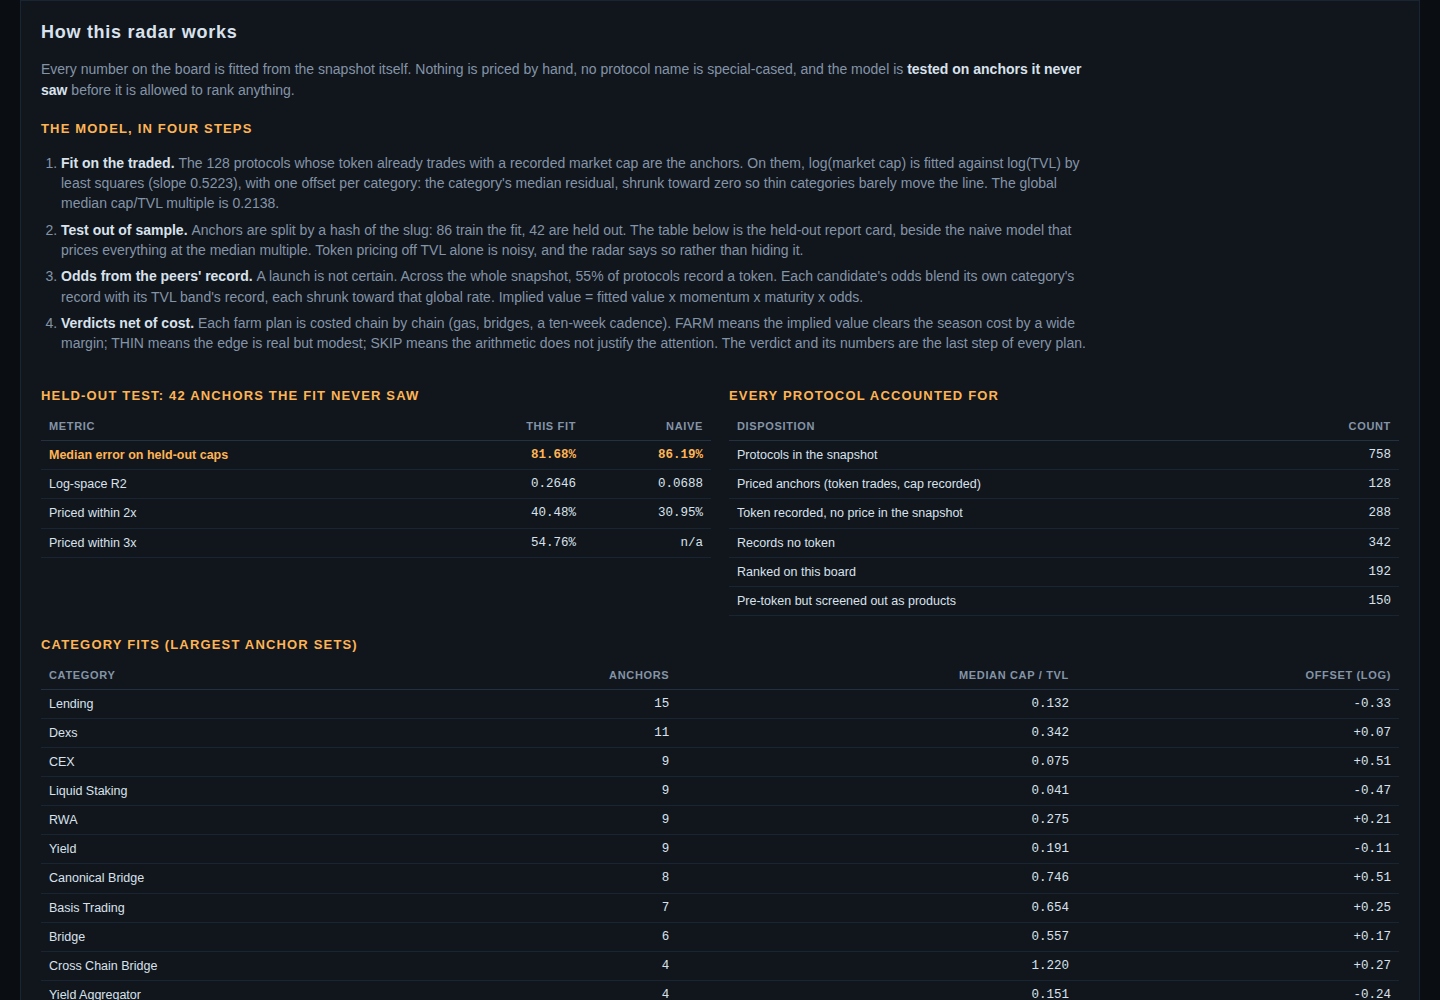 How this radar works
Every number on the board is fitted from the snapshot itself. Nothing is priced by hand, no protocol name is special-cased, and the model is tested on anchors it never
saw before it is allowed to rank anything.
THE MODEL, IN FOUR STEPS
1. Fit on the traded. The 128 protocols whose token already trades with a recorded market cap are the anchors. On them, log(market cap) is fitted against log(TVL) by
least squares (slope 0.5223), with one offset per category: the category's median residual, shrunk toward zero so thin categories barely move the line. The global
median cap/TVL multiple is 0.2138.
2. Test out of sample. Anchors are split by a hash of the slug: 86 train the fit, 42 are held out. The table below is the held-out report card, beside the naive model that
prices everything at the median multiple. Token pricing off TVL alone is noisy, and the radar says so rather than hiding it.
3. Odds from the peers' record. A launch is not certain. Across the whole snapshot, 55% of protocols record a token. Each candidate's odds blend its own category's
record with its TVL band's record, each shrunk toward that global rate. Implied value = fitted value x momentum x maturity x odds.
4. Verdicts net of cost. Each farm plan is costed chain by chain (gas, bridges, a ten-week cadence). FARM means the implied value clears the season cost by a wide
margin; THIN means the edge is real but modest; SKIP means the arithmetic does not justify the attention. The verdict and its numbers are the last step of every plan.
HELD-OUT TEST: 42 ANCHORS THE FIT NEVER SAW
METRIC THIS FIT NAIVE
Median error on held-out caps 81.68% 86.19%
Log-space R2 0.2646 0.0688
Priced within 2x 40.48% 30.95%
Priced within 3x 54.76% n/a
EVERY PROTOCOL ACCOUNTED FOR
DISPOSITION COUNT
Protocols in the snapshot 758
Priced anchors (token trades, cap recorded) 128
Token recorded, no price in the snapshot 288
Records no token 342
Ranked on this board 192
Pre-token but screened out as products 150
CATEGORY FITS (LARGEST ANCHOR SETS)
CATEGORY ANCHORS MEDIAN CAP / TVL OFFSET (LOG)
Lending 15 0.132 -0.33
Dexs 11 0.342 +0.07
CEX 9 0.075 +0.51
Liquid Staking 9 0.041 -0.47
RWA 9 0.275 +0.21
Yield 9 0.191 -0.11
Canonical Bridge 8 0.746 +0.51
Basis Trading 7 0.654 +0.25
Bridge 6 0.557 +0.17
Cross Chain Bridge 4 1.220 +0.27
Yield Aggregator 4 0.151 -0.24